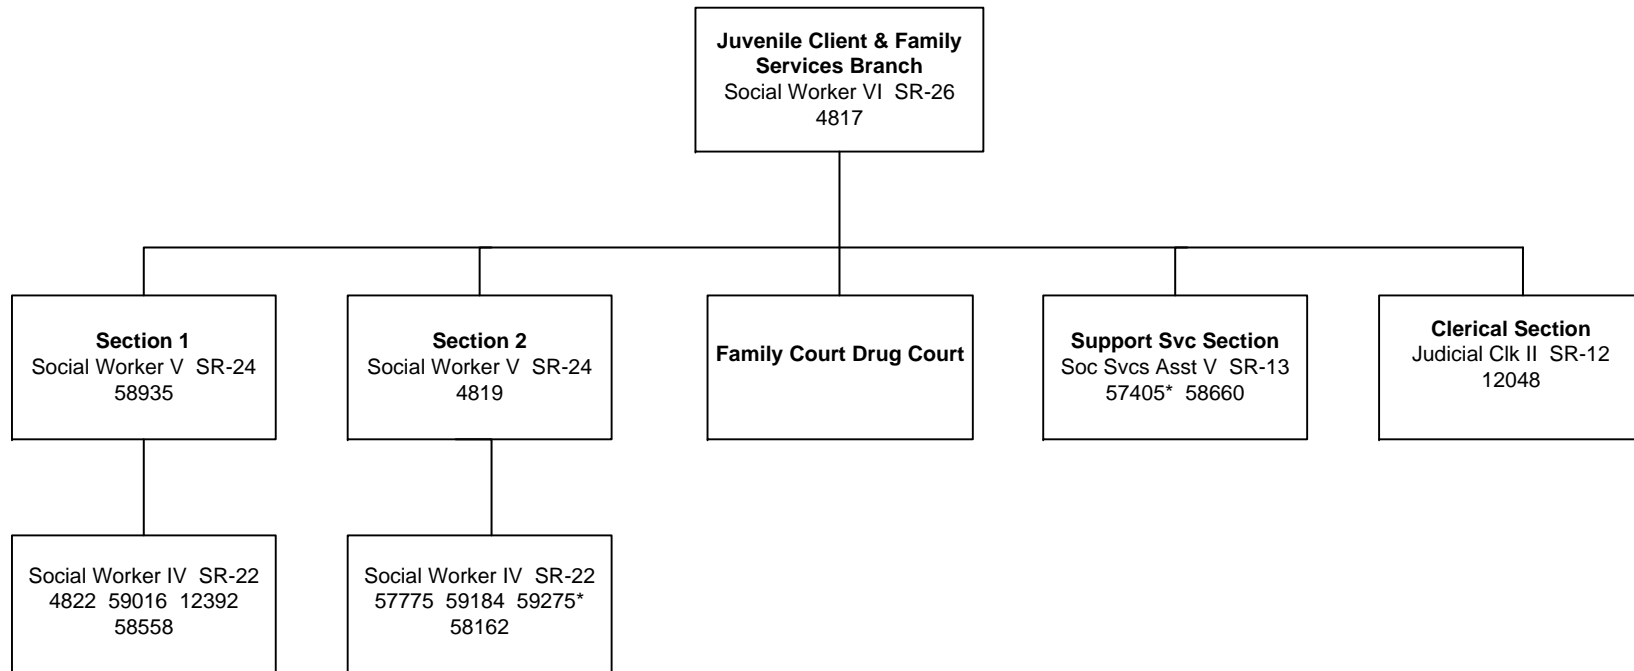 Juvenile Client & Family
Services Branch
Social Worker VI SR-26
4817
Section 1
Social Worker V SR-24
58935
Section 2
Social Worker V SR-24
4819
Family Court Drug Court
Support Svc Section
Soc Svcs Asst V SR-13
57405* 58660
Clerical Section
Judicial Clk II SR-12
12048
Social Worker IV SR-22
4822 59016 12392
58558
Social Worker IV SR-22
57775 59184 59275*
58162